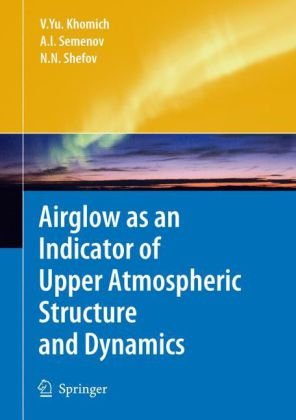 V.Yu. Khomich
A.I. Semenov
N.N. Shefov
Airglow as an
Indicator of
Upper Atmospheric
Structure
and Dynamics
Springer